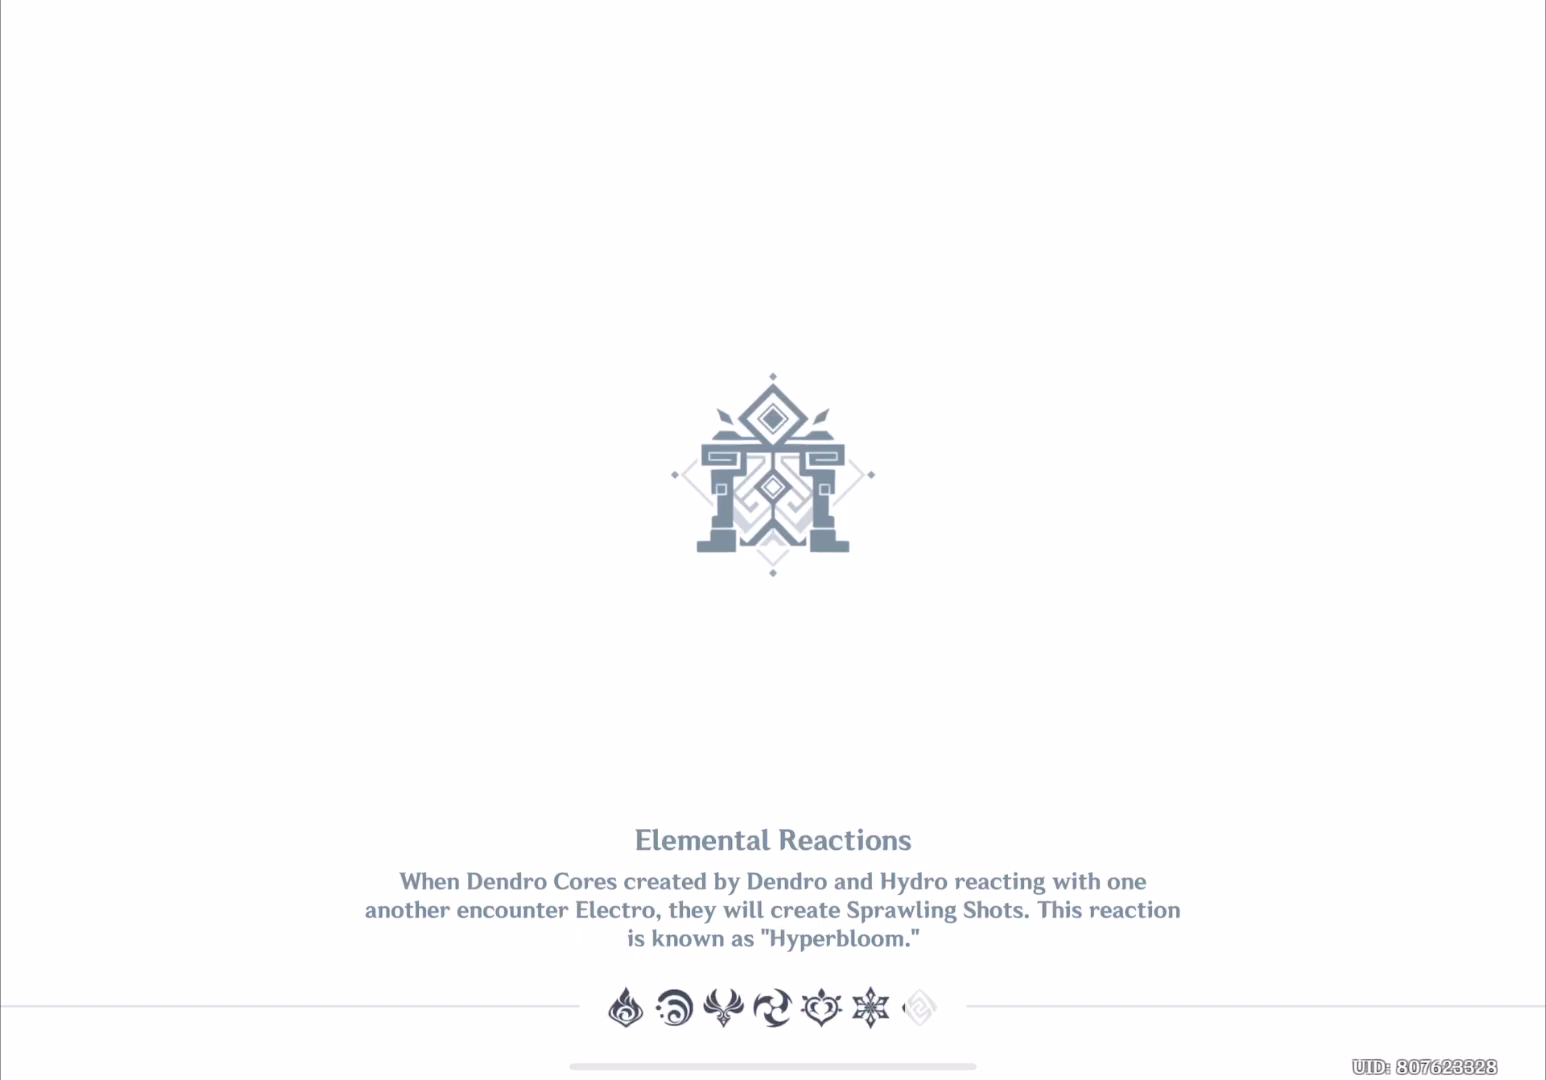 Elemental Reactions
When Dendro Cores created by Dendro and Hydro reacting with one
another encounter Electro, they will create Sprawling Shots. This reaction
is known as "Hyperbloom."
UID: 807623328